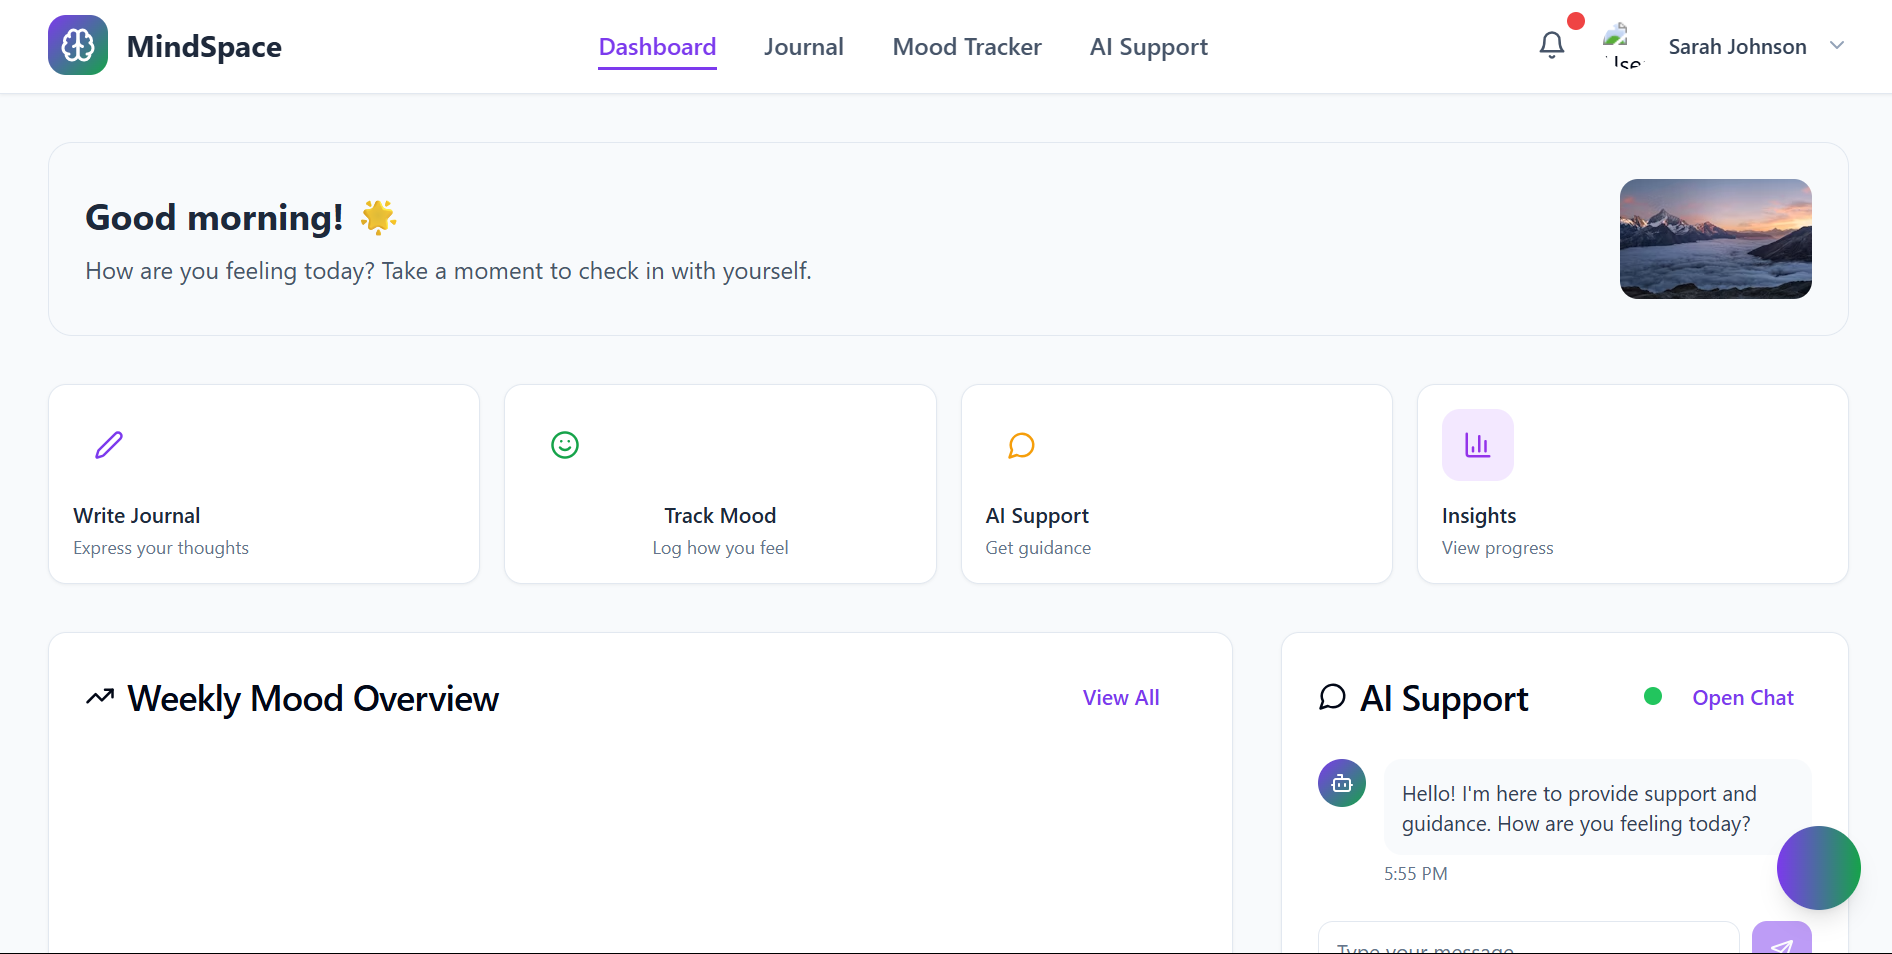 MindSpace
Dashboard
Journal
Mood Tracker
AI Support
Sarah Johnson
Good morning! 🌟
How are you feeling today? Take a moment to check in with yourself.
Write Journal
Express your thoughts
Track Mood
Log how you feel
AI Support
Get guidance
Insights
View progress
Weekly Mood Overview
View All
AI Support
Open Chat
Hello! I'm here to provide support and
guidance. How are you feeling today?
5:55 PM
Type your message